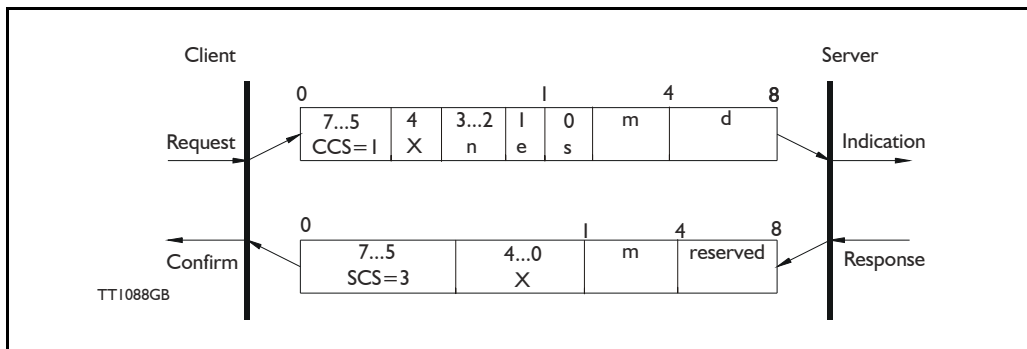 Client
Server
0
1
4
8
7...5
4
3...2
1
0
m
d
CCS=1
X
n
e
s
Request
Indication
0
1
4
8
7...5
4...0
m
reserved
SCS=3
X
Confirm
Response
TT1088GB